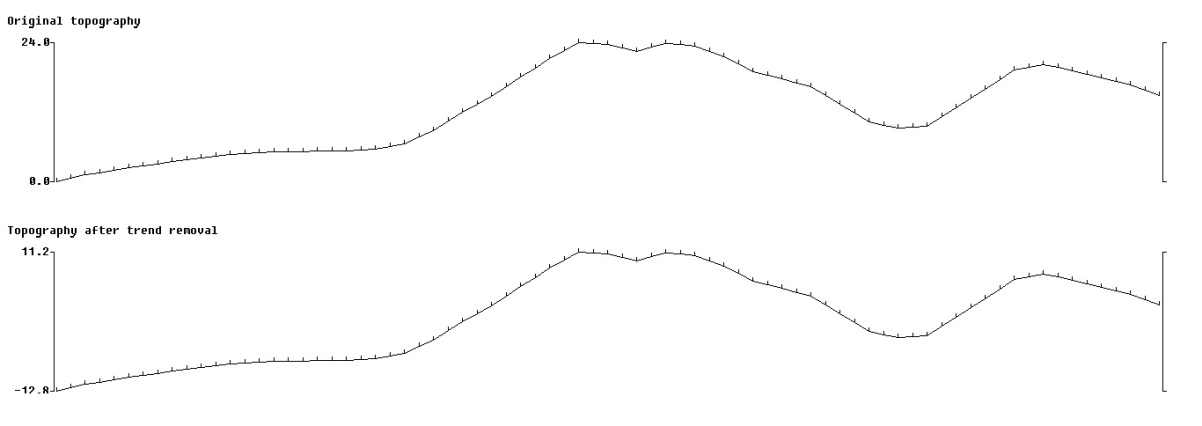 Original topography
24.0
0.0
Topography after trend removal
11.2
-12.8